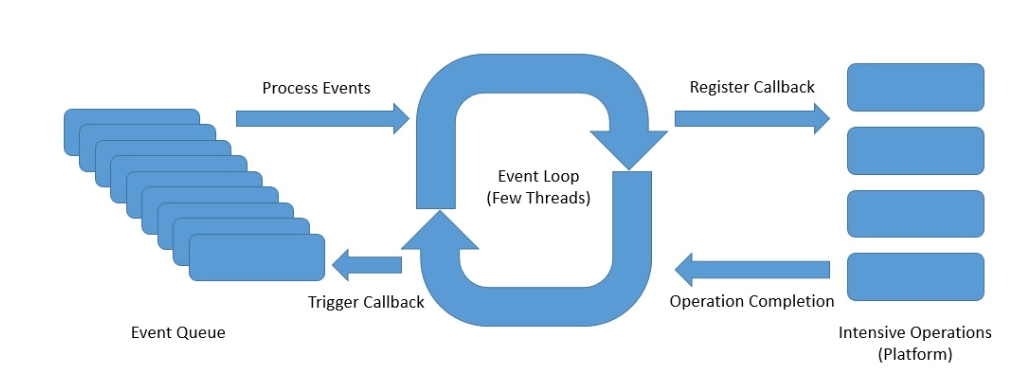 Process Events
Register Callback
Event Loop
(Few Threads)
Trigger Callback
Operation Completion
Event Queue
Intensive Operations
(Platform)